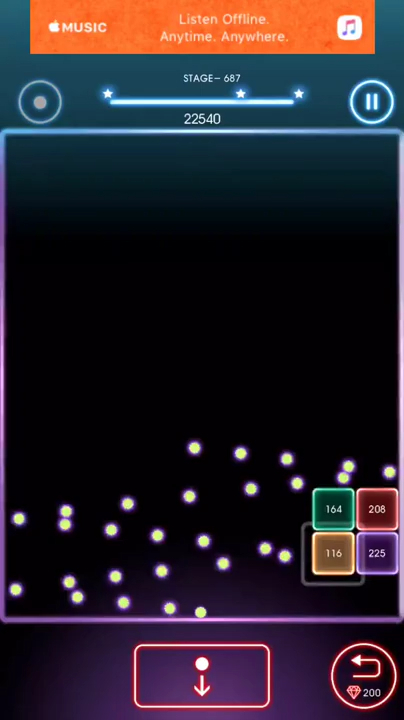 MUSIC
Listen Offline.
Anytime. Anywhere.
STAGE- 687
22540
164
208
116
225
200